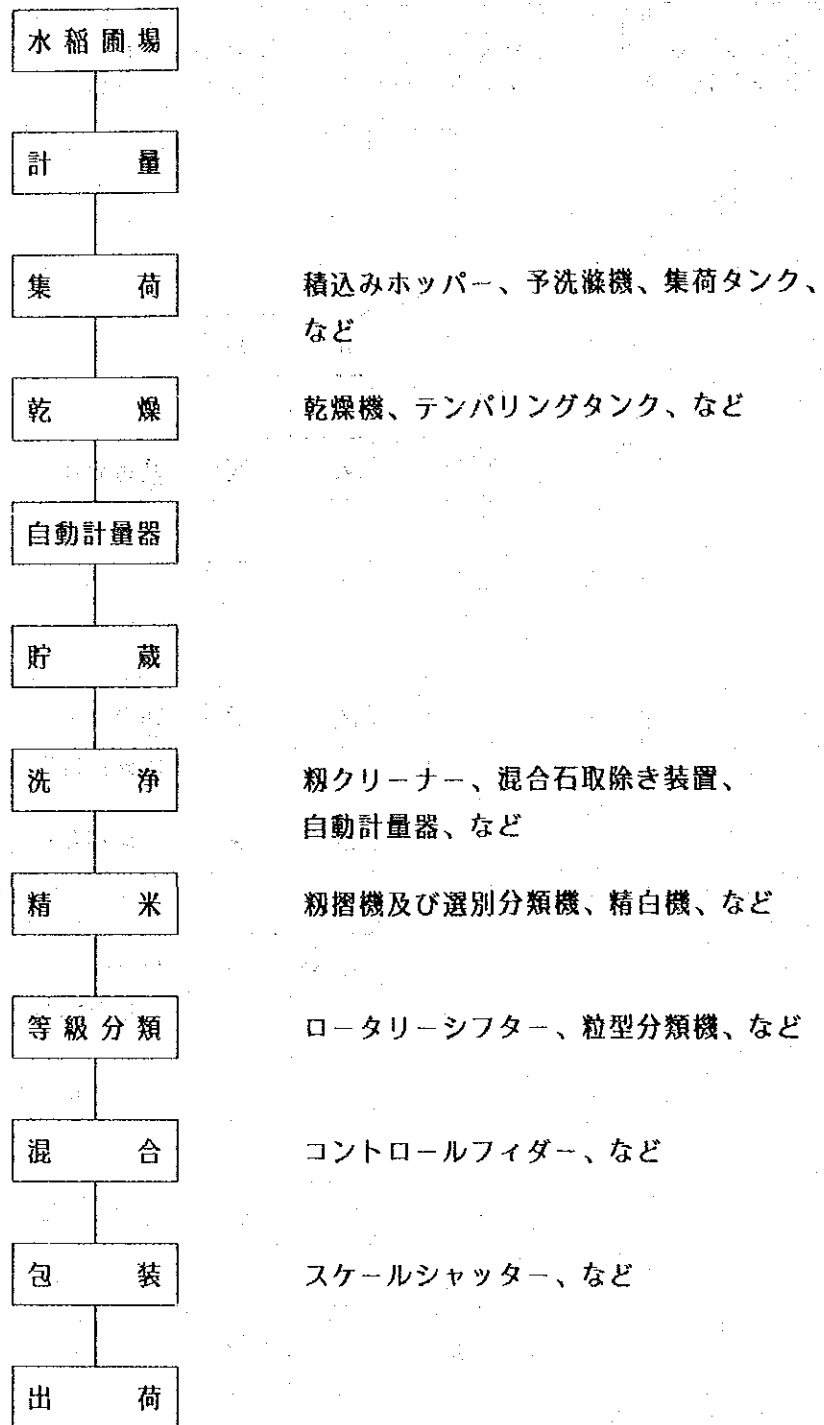 水稲圃場
計量
集荷
積込みホッパー、予洗滌機、集荷タンク、
など
乾燥
乾燥機、テンパリングタンク、など
自動計量器
貯蔵
洗浄
籾クリーナー、混合石取除き装置、
自動計量器、など
精米
籾摺機及び選別分類機、精白機、など
等級分類
ロータリーシフター、粒型分類機、など
混合
コントロールフィダー、など
包装
スケールシャッター、など
出荷